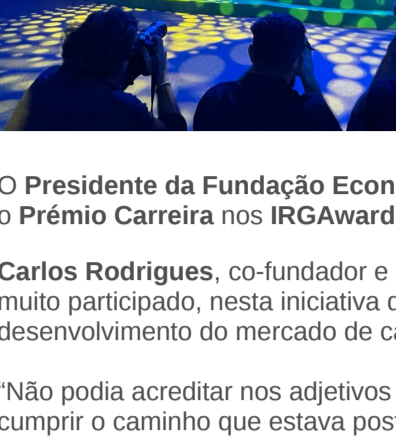 O Presidente da Fundação Econ
o Prémio Carreira nos IRGAward
Carlos Rodrigues, co-fundador e
muito participado, nesta iniciativa d
desenvolvimento do mercado de ca
“Não podia acreditar nos adjetivos
cumprir o caminho que estava post